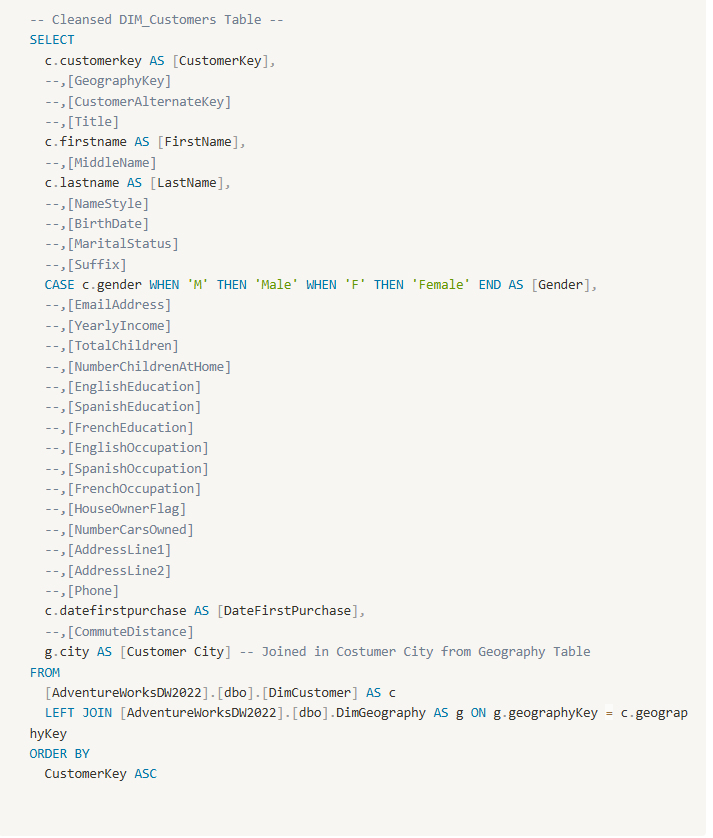 -- Cleansed DIM_Customers Table --
SELECT
c.customerkey AS [CustomerKey],
--,[GeographyKey]
--,[CustomerAlternateKey]
--,[Title]
c.firstname AS [FirstName],
--,[MiddleName]
c.lastname AS [LastName],
--,[NameStyle]
--,[BirthDate]
--,[MaritalStatus]
--,[Suffix]
CASE c.gender WHEN 'M' THEN 'Male' WHEN 'F' THEN 'Female' END AS [Gender],
--,[EmailAddress]
--,[YearlyIncome]
--,[TotalChildren]
--,[NumberChildrenAtHome]
--,[EnglishEducation]
--,[SpanishEducation]
--,[FrenchEducation]
--,[EnglishOccupation]
--,[SpanishOccupation]
--,[FrenchOccupation]
--,[HouseOwnerFlag]
--,[NumberCarsOwned]
--,[AddressLine1]
--,[AddressLine2]
--,[Phone]
c.datefirstpurchase AS [DateFirstPurchase],
--,[CommuteDistance]
g.city AS [Customer City] -- Joined in Costumer City from Geography Table
FROM
[AdventureWorksDW2022].[dbo].[DimCustomer] AS c
LEFT JOIN [AdventureWorksDW2022].[dbo].DimGeography AS g ON g.geographyKey = c.geograp
hyKey
ORDER BY
CustomerKey ASC